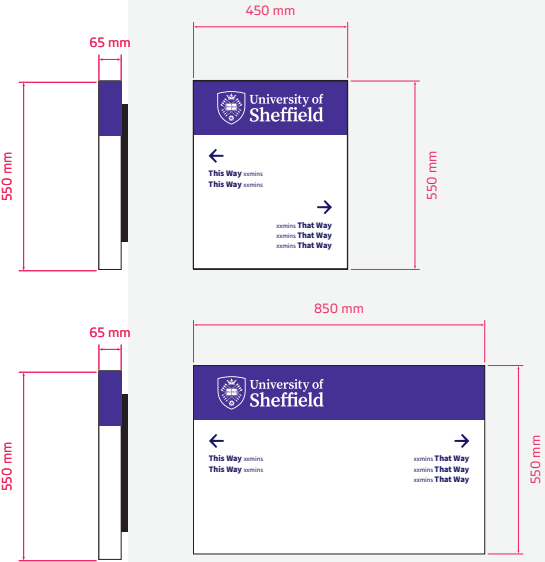 450 mm
65 mm
550 mm
University of
Sheffield
This Way xxmins
This Way xxmins
xxmins That Way
xxmins That Way
xxmins That Way
550 mm
850 mm
65 mm
550 mm
University of
Sheffield
This Way xxmins
This Way xxmins
xxmins That Way
xxmins That Way
xxmins That Way
550 mm